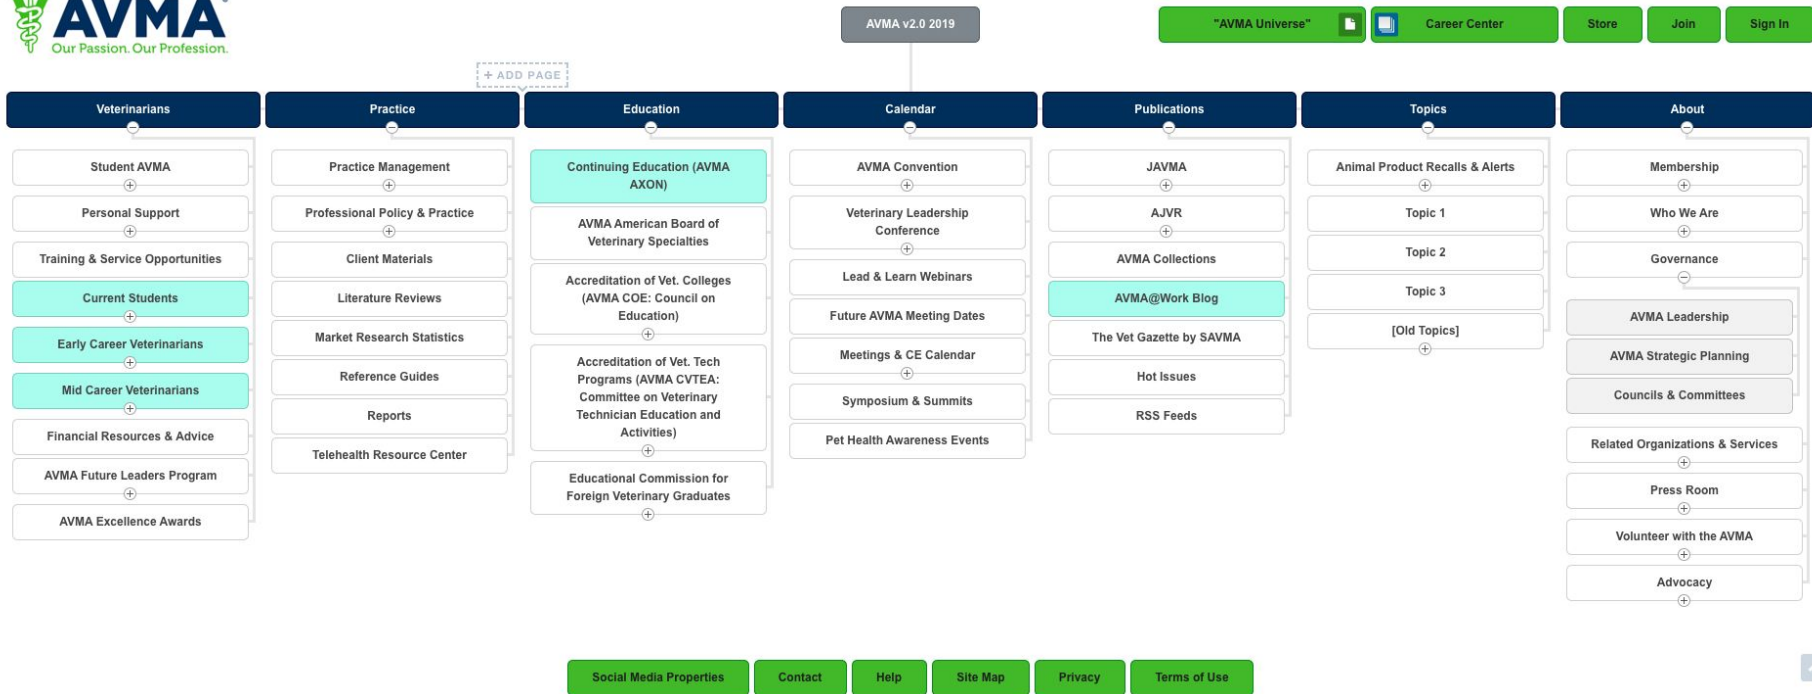 AVMA
Our Passion. Our Profession.
AVMA v2.0 2019
"AVMA Universe"
Career Center
Store
Join
Sign In
+ ADD PAGE
Veterinarians
Practice
Education
Calendar
Publications
Topics
About
Student AVMA
Personal Support
Training & Service Opportunities
Current Students
Early Career Veterinarians
Mid Career Veterinarians
Financial Resources & Advice
AVMA Future Leaders Program
AVMA Excellence Awards
Practice Management
Professional Policy & Practice
Client Materials
Literature Reviews
Market Research Statistics
Reference Guides
Reports
Telehealth Resource Center
Continuing Education (AVMA
AXON)
AVMA American Board of
Veterinary Specialties
Accreditation of Vet. Colleges
(AVMA COE: Council on
Education)
Accreditation of Vet. Tech
Programs (AVMA CVTEA:
Committee on Veterinary
Technician Education and
Activities)
Educational Commission for
Foreign Veterinary Graduates
AVMA Convention
Veterinary Leadership
Conference
Lead & Learn Webinars
Future AVMA Meeting Dates
Meetings & CE Calendar
Symposium & Summits
Pet Health Awareness Events
JAVMA
AJVR
AVMA Collections
AVMA@Work Blog
The Vet Gazette by SAVMA
Hot Issues
RSS Feeds
Animal Product Recalls & Alerts
Topic 1
Topic 2
Topic 3
[Old Topics]
Membership
Who We Are
Governance
AVMA Leadership
AVMA Strategic Planning
Councils & Committees
Related Organizations & Services
Press Room
Volunteer with the AVMA
Advocacy
Social Media Properties
Contact
Help
Site Map
Privacy
Terms of Use